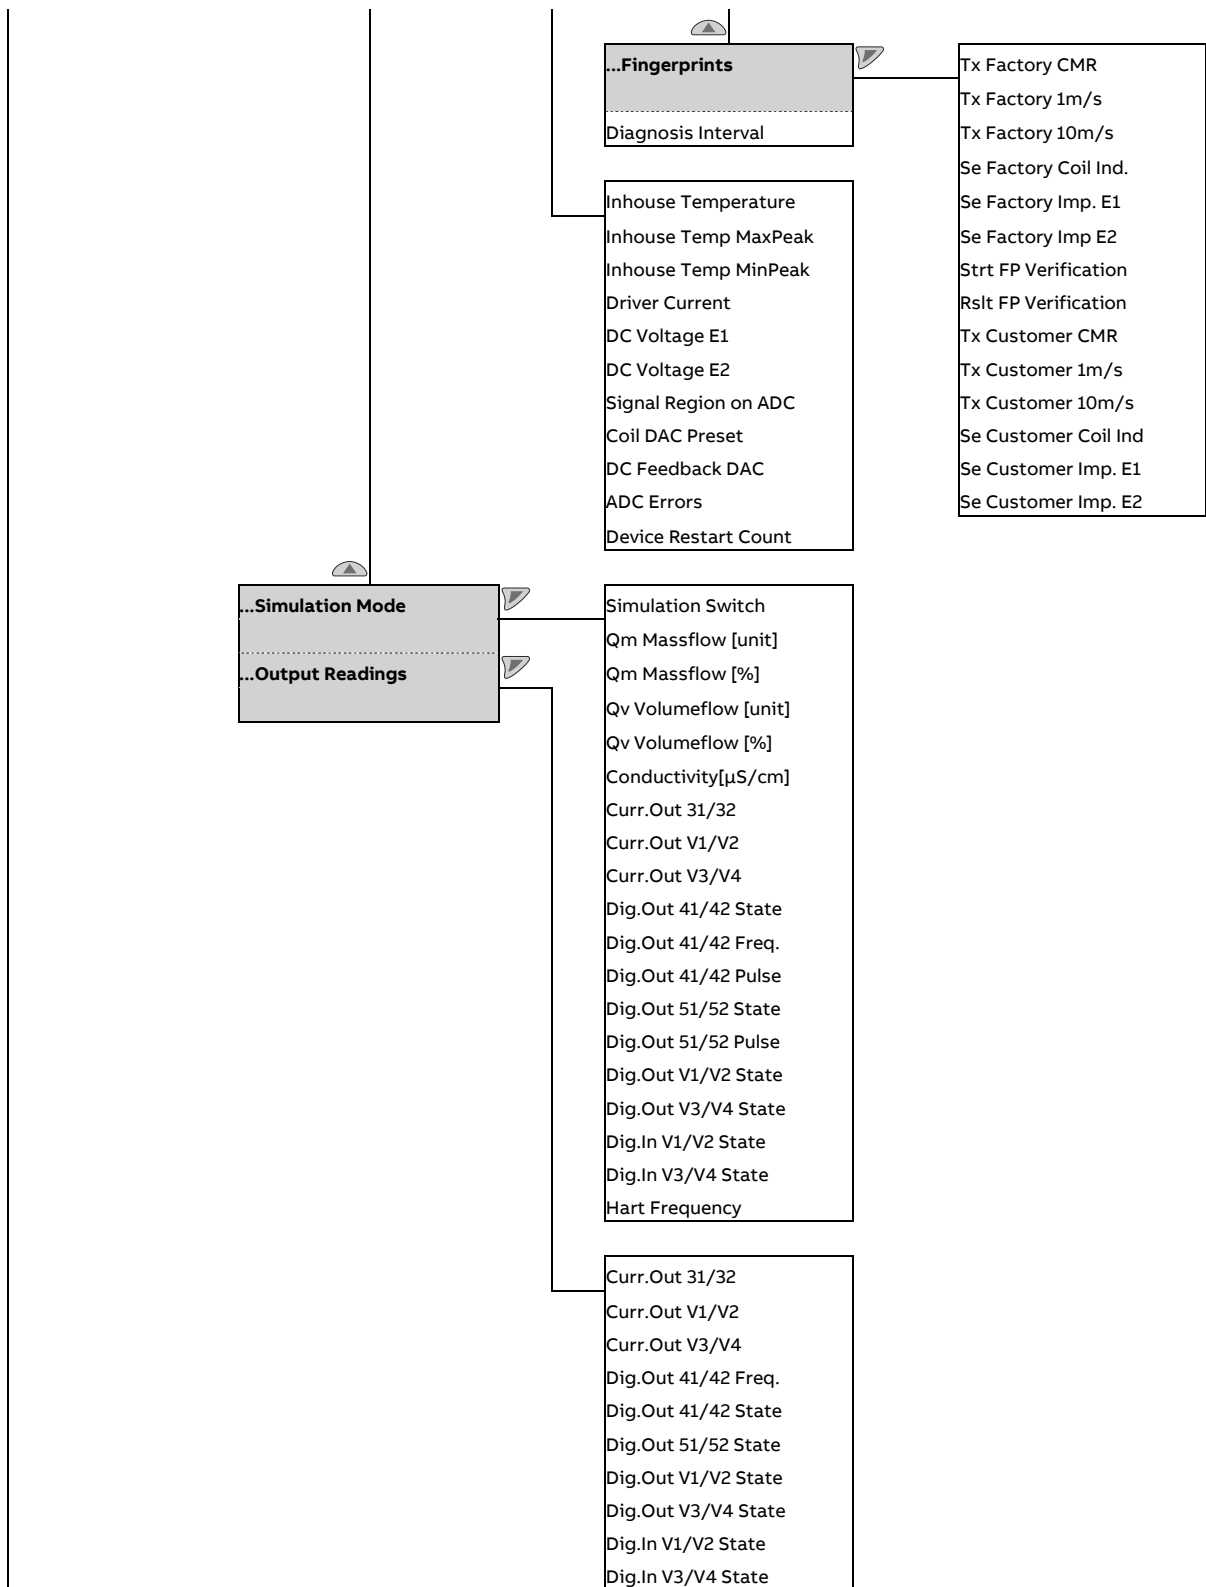 ...Fingerprints
Diagnosis Interval
Tx Factory CMR
Tx Factory 1m/s
Tx Factory 10m/s
Se Factory Coil Ind.
Se Factory Imp. E1
Se Factory Imp E2
Strt FP Verification
Rslt FP Verification
Tx Customer CMR
Tx Customer 1m/s
Tx Customer 10m/s
Se Customer Coil Ind
Se Customer Imp. E1
Se Customer Imp. E2
Inhouse Temperature
Inhouse Temp MaxPeak
Inhouse Temp MinPeak
Driver Current
DC Voltage E1
DC Voltage E2
Signal Region on ADC
Coil DAC Preset
DC Feedback DAC
ADC Errors
Device Restart Count
...Simulation Mode
...Output Readings
Simulation Switch
Qm Massflow [unit]
Qm Massflow [%]
Qv Volumeflow [unit]
Qv Volumeflow [%]
Conductivity[µS/cm]
Curr.Out 31/32
Curr.Out V1/V2
Curr.Out V3/V4
Dig.Out 41/42 State
Dig.Out 41/42 Freq.
Dig.Out 41/42 Pulse
Dig.Out 51/52 State
Dig.Out 51/52 Pulse
Dig.Out V1/V2 State
Dig.Out V3/V4 State
Dig.In V1/V2 State
Dig.In V3/V4 State
Hart Frequency
Curr.Out 31/32
Curr.Out V1/V2
Curr.Out V3/V4
Dig.Out 41/42 Freq.
Dig.Out 41/42 State
Dig.Out 51/52 State
Dig.Out V1/V2 State
Dig.Out V3/V4 State
Dig.In V1/V2 State
Dig.In V3/V4 State